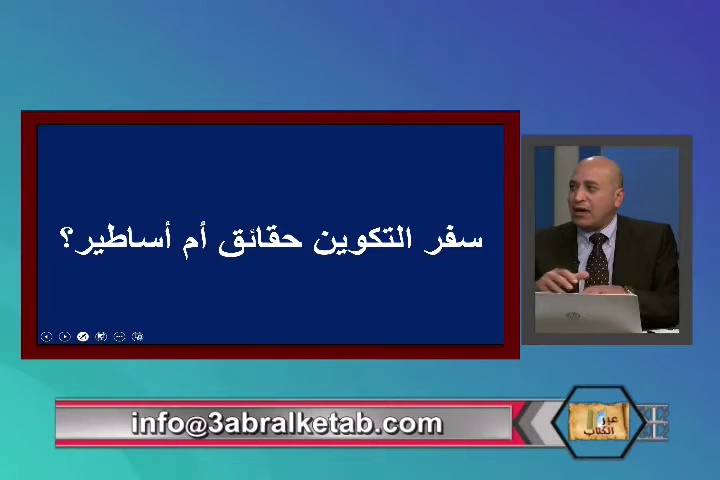 سفر التكوين حقائق أم أساطير؟
info@3abralketab.com
عبر
الكتاب